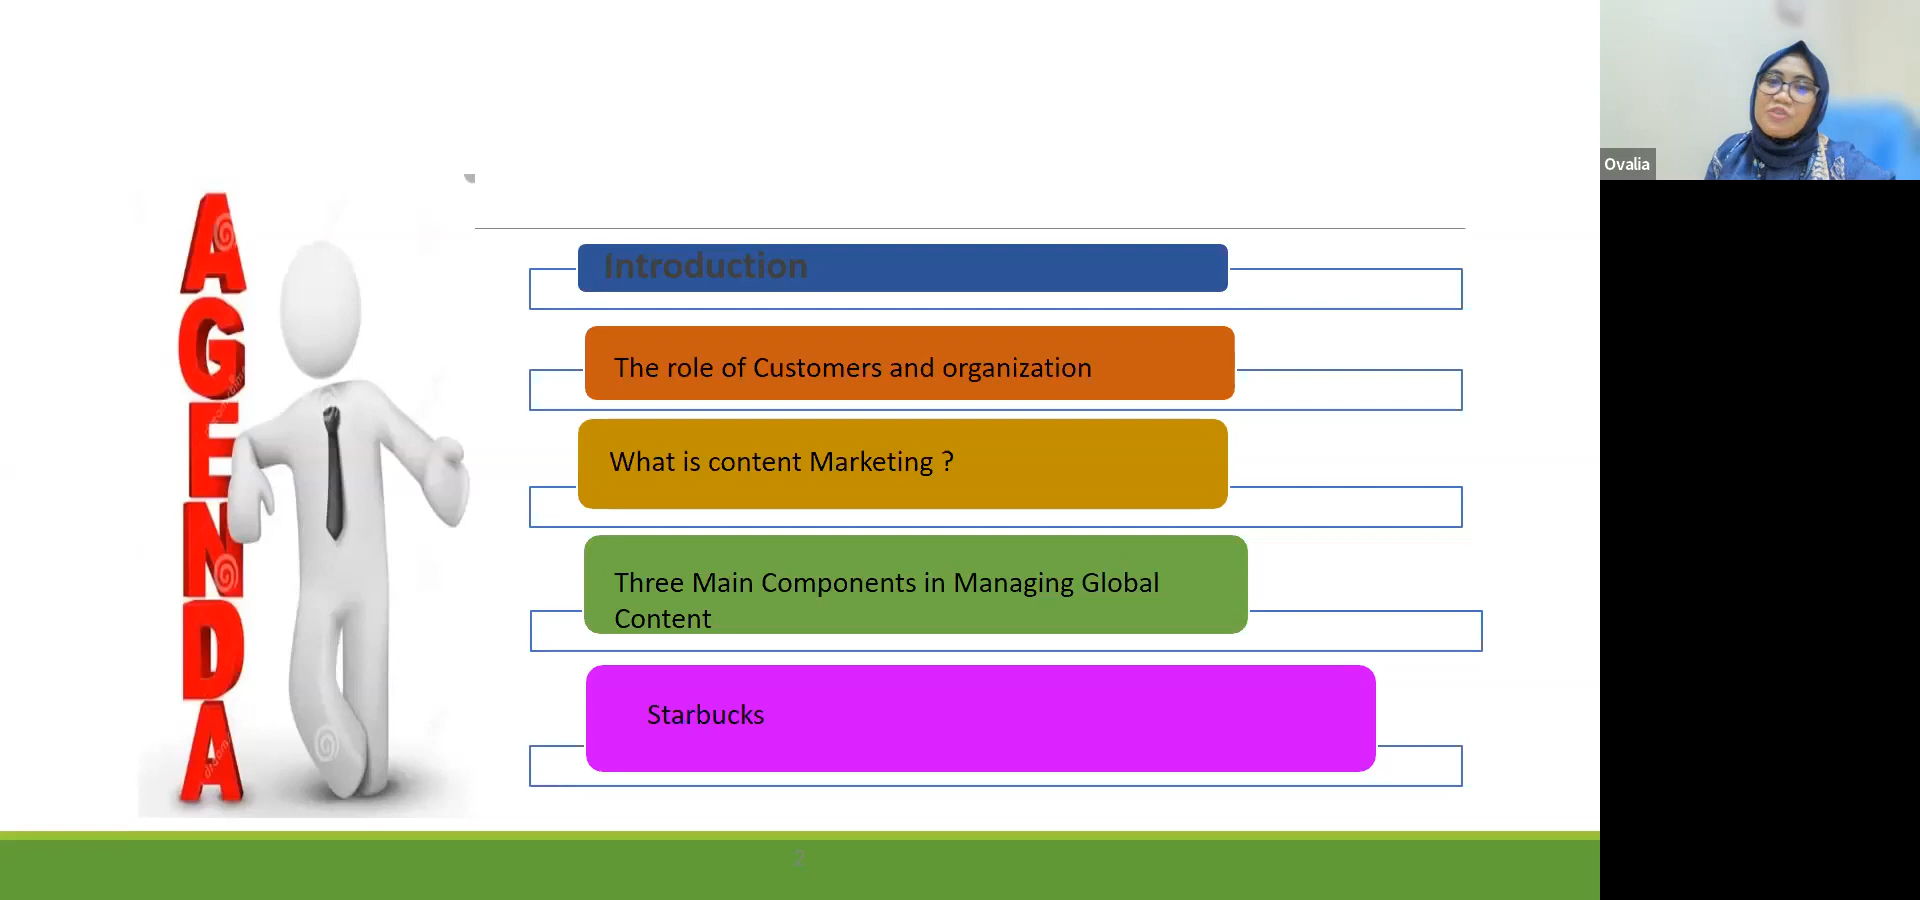 AGENDA
Introduction
The role of Customers and organization
What is content Marketing ?
Three Main Components in Managing Global
Content
Starbucks
2
Ovalia